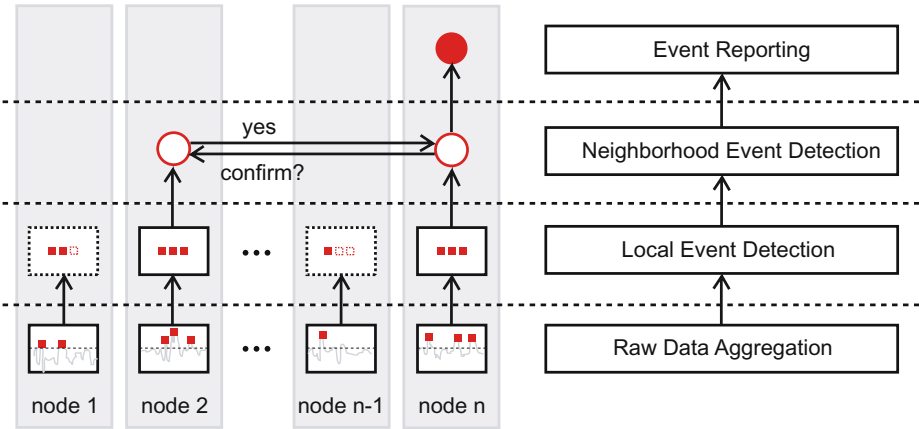 Event Reporting
yes
confirm?
Neighborhood Event Detection
...
Local Event Detection
...
Raw Data Aggregation
node 1
node 2
node n-1
node n